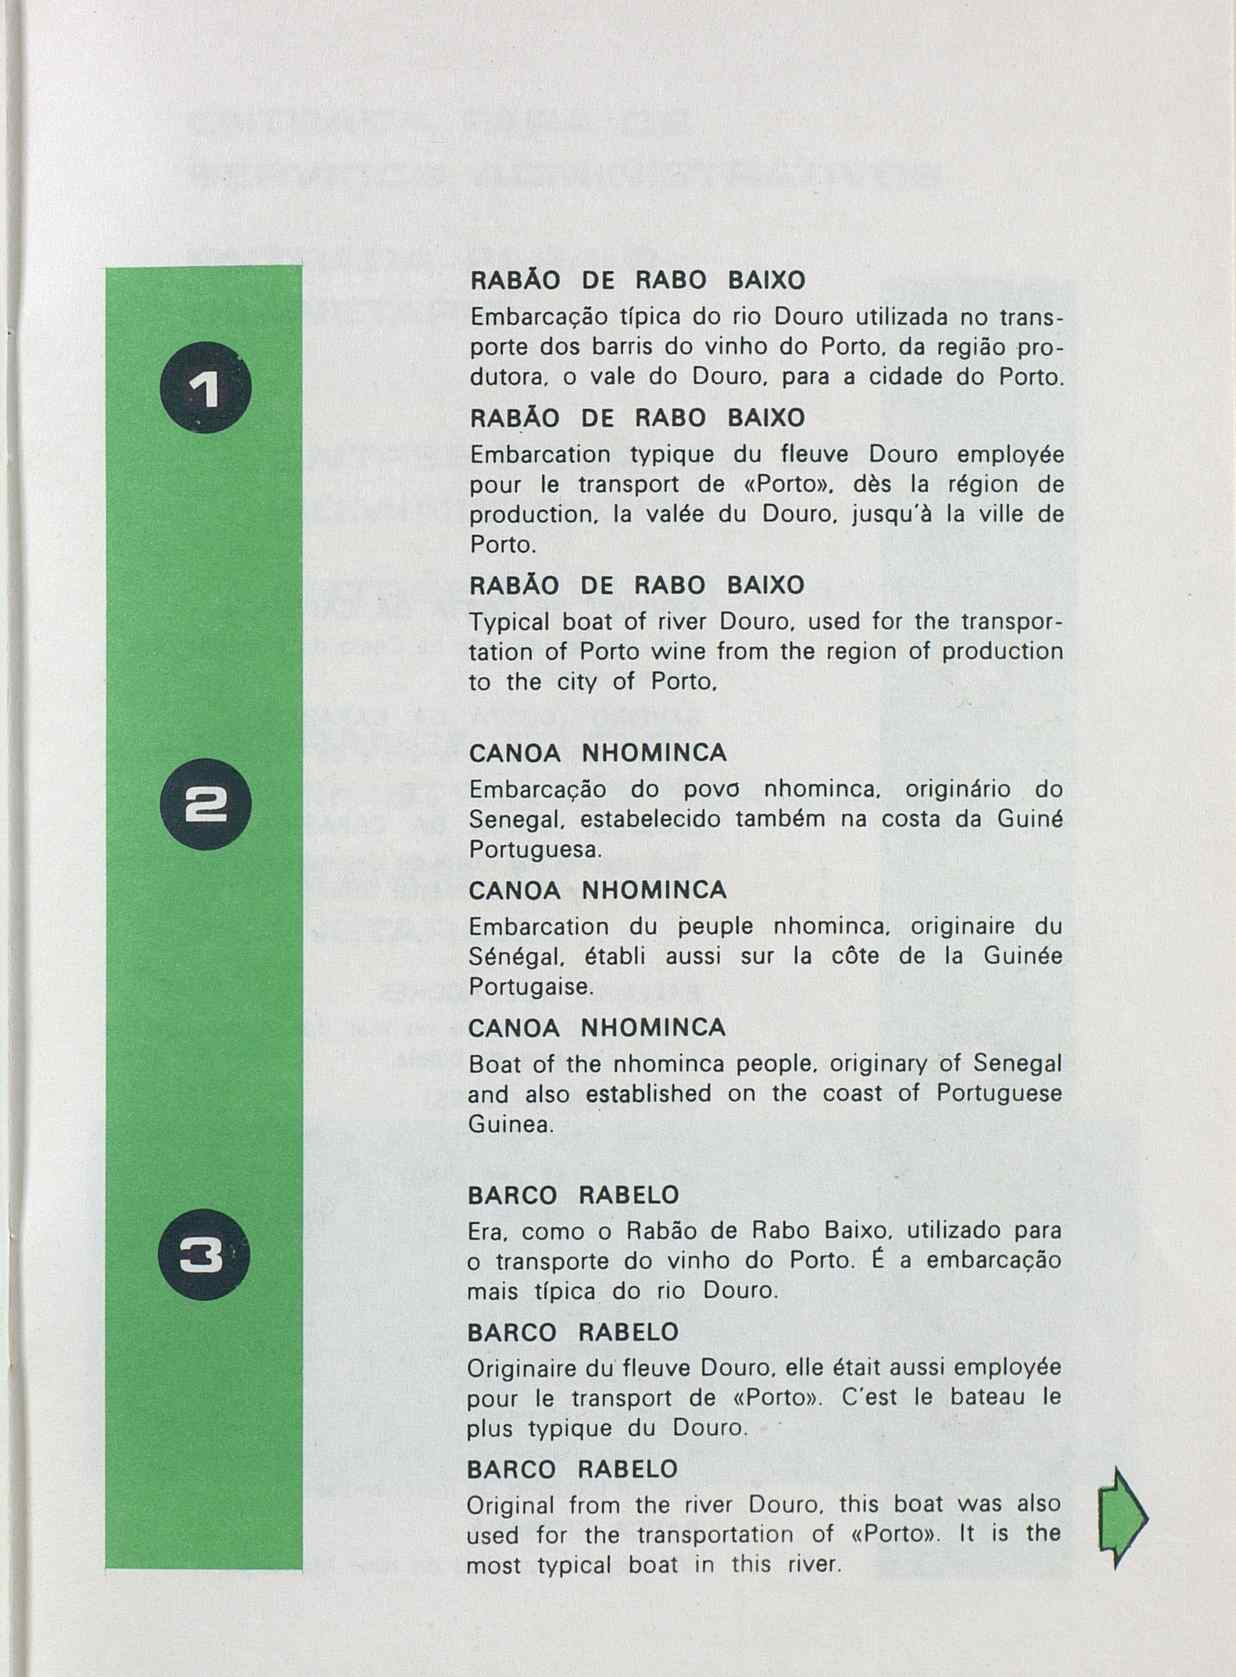 1
RABÃO DE RABO BAIXO
Embarcação típica do rio Douro utilizada no trans-
porte dos barris do vinho do Porto, da região pro-
dutora, o vale do Douro, para a cidade do Porto.
RABÃO DE RABO BAIXO
Embarcation typique du fleuve Douro employée
pour le transport de «Porto», dès la région de
production, la valée du Douro, jusqu'à la ville de
Porto.
RABÃO DE RABO BAIXO
Typical boat of river Douro, used for the transpor-
tation of Porto wine from the region of production
to the city of Porto,
2
CANOA NHOMINCA
Embarcação do povo nhominca, originário do
Senegal, estabelecido também na costa da Guiné
Portuguesa.
CANOA NHOMINCA
Embarcation du peuple nhominca, originaire du
Sénégal, établi aussi sur la côte de la Guinée
Portugaise.
CANOA NHOMINCA
Boat of the nhominca people, originary of Senegal
and also established on the coast of Portuguese
Guinea.
3
BARCO RABELO
Era, como o Rabão de Rabo Baixo, utilizado para
o transporte do vinho do Porto. É a embarcação
mais típica do rio Douro.
BARCO RABELO
Originaire du fleuve Douro, elle était aussi employée
pour le transport de «Porto». C'est le bateau le
plus typique du Douro.
BARCO RABELO
Original from the river Douro, this boat was also
used for the transportation of «Porto». It is the
most typical boat in this river.